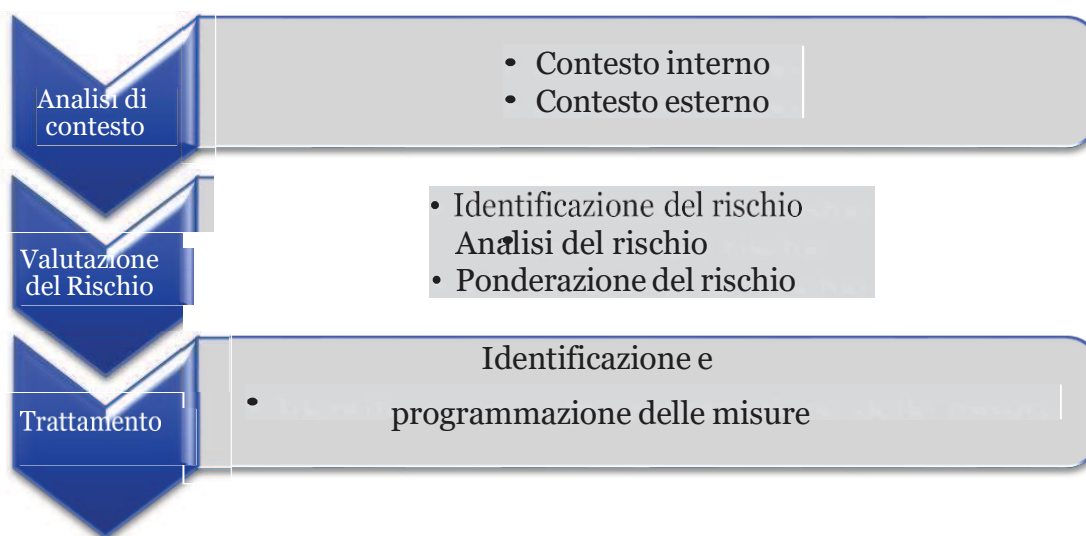 Analisi di
contesto
• Contesto interno
• Contesto esterno
Valutazione
del Rischio
• Identificazione del rischio
• Analisi del rischio
• Ponderazione del rischio
Trattamento
Identificazione e
• programmazione delle misure